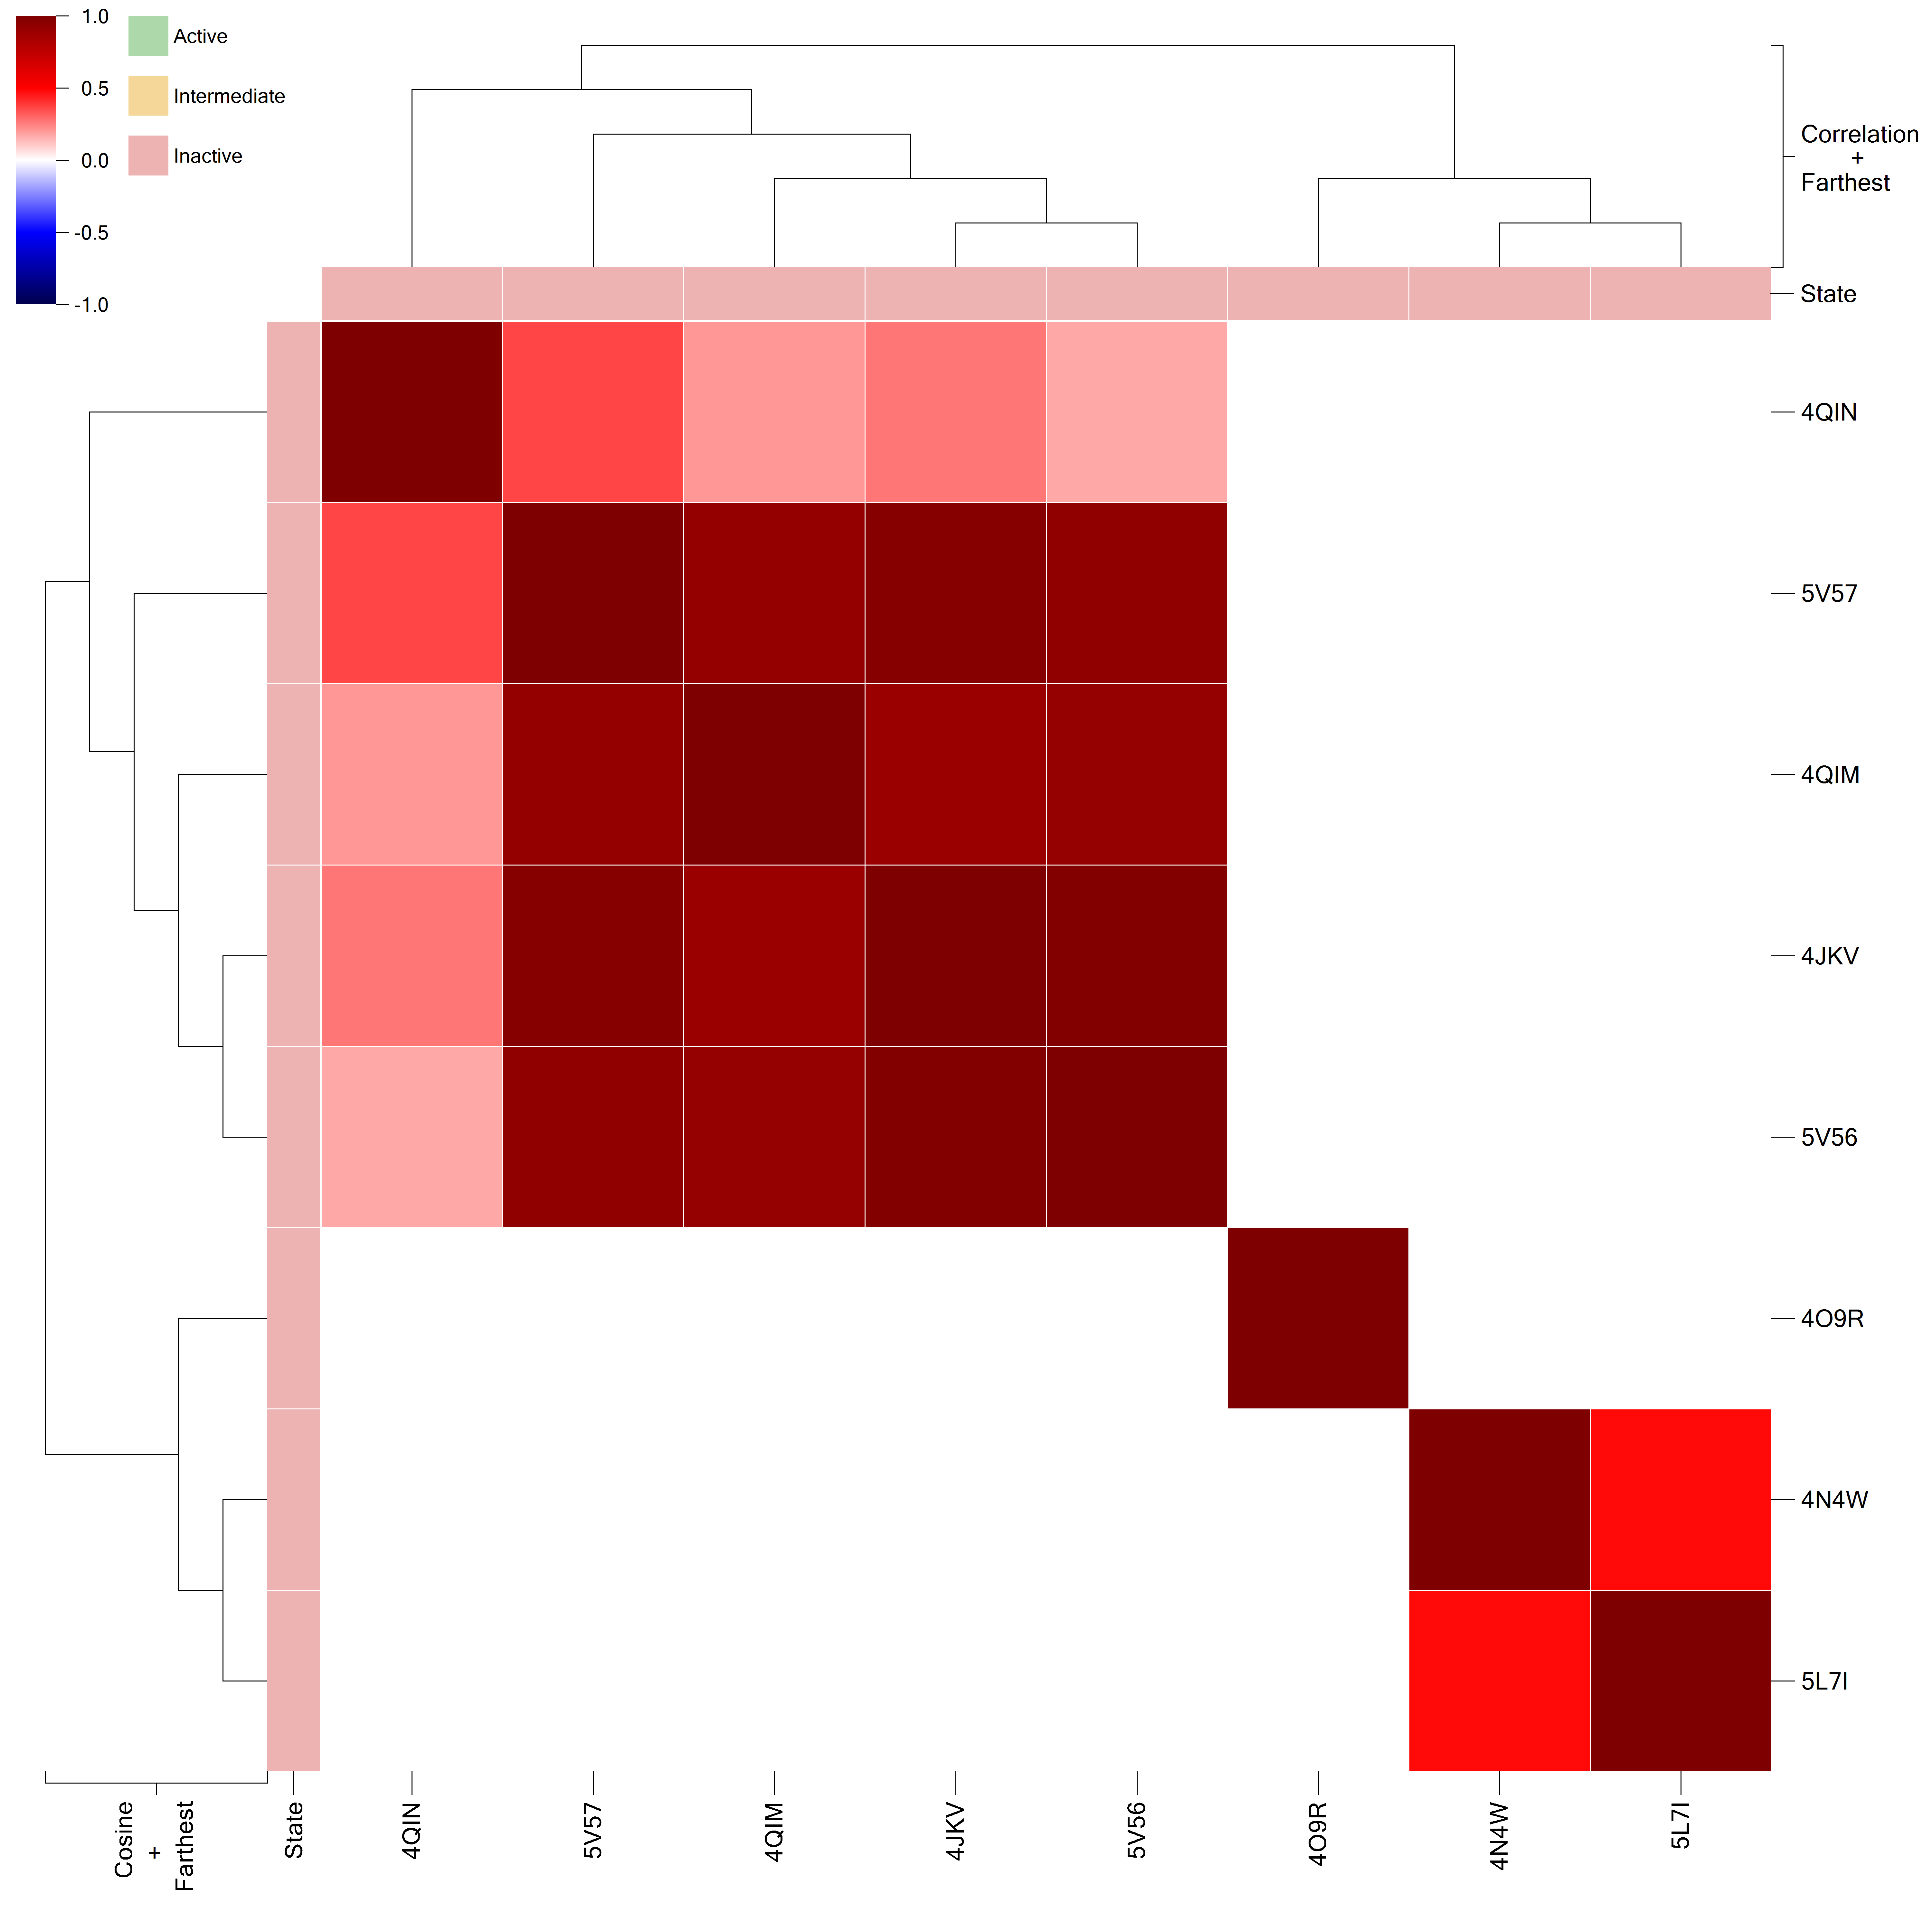 1.0
0.5
0.0
-0.5
-1.0
Active
Intermediate
Inactive
Correlation
+
Farthest
State
4QIN
5V57
4QIM
4JKV
5V56
4O9R
4N4W
5L7I
Cosine
+
Farthest
State
4QIN
5V57
4QIM
4JKV
5V56
4O9R
4N4W
5L7I